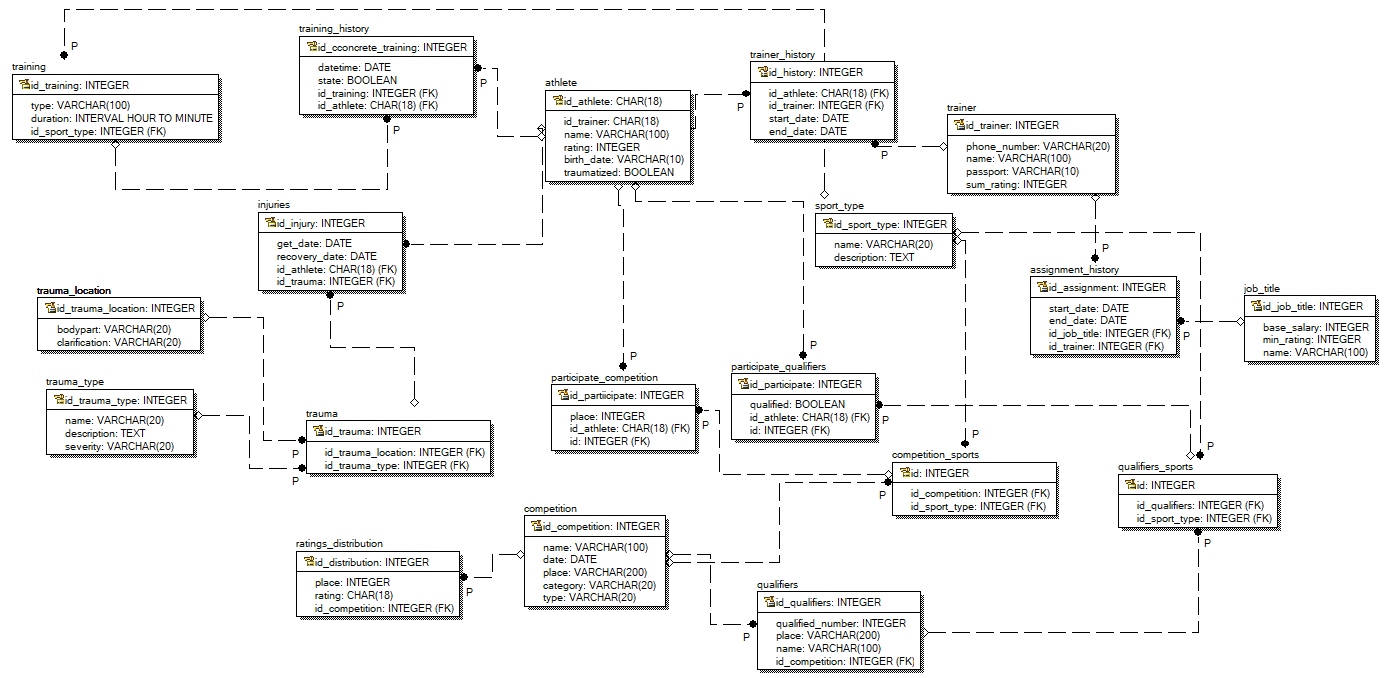 training_history
id_cconcrete_training: INTEGER
datetime: DATE
state: BOOLEAN
id_training: INTEGER (FK)
id_athlete: CHAR(18) (FK)
P
P
P
training
id_training: INTEGER
type: VARCHAR(100)
duration: INTERVAL HOUR TO MINUTE
id_sport_type: INTEGER (FK)
athlete
id_athlete: CHAR(18)
id_trainer: CHAR(18)
name: VARCHAR(100)
rating: INTEGER
birth_date: VARCHAR(10)
traumatized: BOOLEAN
trainer_history
id_history: INTEGER
id_athlete: CHAR(18) (FK)
id_trainer: INTEGER (FK)
start_date: DATE
end_date: DATE
P
P
trainer
id_trainer: INTEGER
phone_number: VARCHAR(20)
name: VARCHAR(100)
passport: VARCHAR(10)
sum_rating: INTEGER
injuries
id_injury: INTEGER
get_date: DATE
recovery_date: DATE
id_athlete: CHAR(18) (FK)
id_trauma: INTEGER (FK)
P
P
sport_type
id_sport_type: INTEGER
name: VARCHAR(20)
description: TEXT
P
assignment_history
id_assignment: INTEGER
start_date: DATE
end_date: DATE
id_job_title: INTEGER (FK)
id_trainer: INTEGER (FK)
P
job_title
id_job_title: INTEGER
base_salary: INTEGER
min_rating: INTEGER
name: VARCHAR(100)
trauma_location
id_trauma_location: INTEGER
bodypart: VARCHAR(20)
clarification: VARCHAR(20)
trauma_type
id_trauma_type: INTEGER
name: VARCHAR(20)
description: TEXT
severity: VARCHAR(20)
trauma
id_trauma: INTEGER
id_trauma_location: INTEGER (FK)
id_trauma_type: INTEGER (FK)
P
P
P
participate_competition
id_partiicipate: INTEGER
place: INTEGER
id_athlete: CHAR(18) (FK)
id: INTEGER (FK)
P
P
participate_qualifiers
id_participate: INTEGER
qualified: BOOLEAN
id_athlete: CHAR(18) (FK)
id: INTEGER (FK)
P
P
competition_sports
id: INTEGER
id_competition: INTEGER (FK)
id_sport_type: INTEGER (FK)
P
P
qualifiers_sports
id: INTEGER
id_qualifiers: INTEGER (FK)
id_sport_type: INTEGER (FK)
P
competition
id_competition: INTEGER
name: VARCHAR(100)
date: DATE
place: VARCHAR(200)
category: VARCHAR(20)
type: VARCHAR(20)
ratings_distribution
id_distribution: INTEGER
place: INTEGER
rating: CHAR(18)
id_competition: INTEGER (FK)
P
qualifiers
id_qualifiers: INTEGER
qualified_number: INTEGER
place: VARCHAR(200)
name: VARCHAR(100)
id_competition: INTEGER (FK)
P